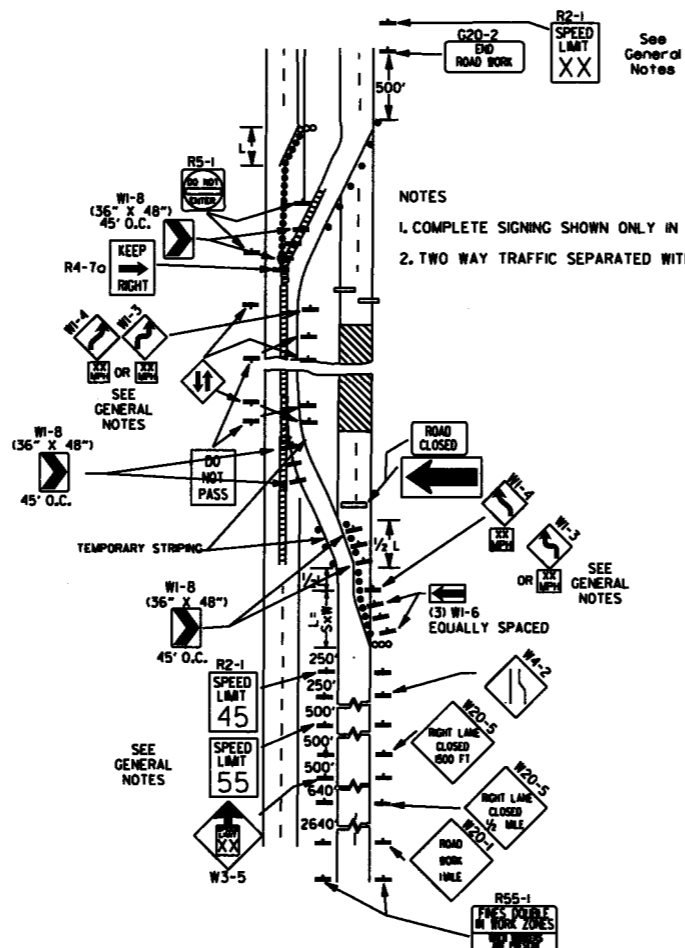 R2-1
SPEED
LIMIT
XX
See
General
Notes
G20-2
END
ROAD WORK
500'
L
R5-1
DO NOT
ENTER
W1-8
(36" X 48")
45' O.C.
KEEP
RIGHT
R4-7a
NOTES
1. COMPLETE SIGNING SHOWN ONLY IN
2. TWO WAY TRAFFIC SEPARATED WIT
W1-4
W1-3
XX
MPH
OR
XX
MPH
SEE
GENERAL
NOTES
W1-8
(36" X 48")
45' O.C.
DO
NOT
PASS
ROAD
CLOSED
TEMPORARY STRIPING
W1-4
XX
MPH
W1-3
OR
XX
MPH
SEE
GENERAL
NOTES
1/2 L
1/2 L
L=
SxW
W1-8
(36" X 48")
45' O.C.
(3) W1-6
EQUALLY SPACED
250'
R2-1
SPEED
LIMIT
45
250'
W4-2
500'
SEE
GENERAL
NOTES
SPEED
LIMIT
55
500'
W20-5
RIGHT LANE
CLOSED
1500 FT
500'
640'
XX
W3-5
W20-5
RIGHT LANE
CLOSED
1/2 MILE
2640'
W20-1
ROAD
WORK
1 MILE
R55-1
FINES DOUBLE
IN WORK ZONES